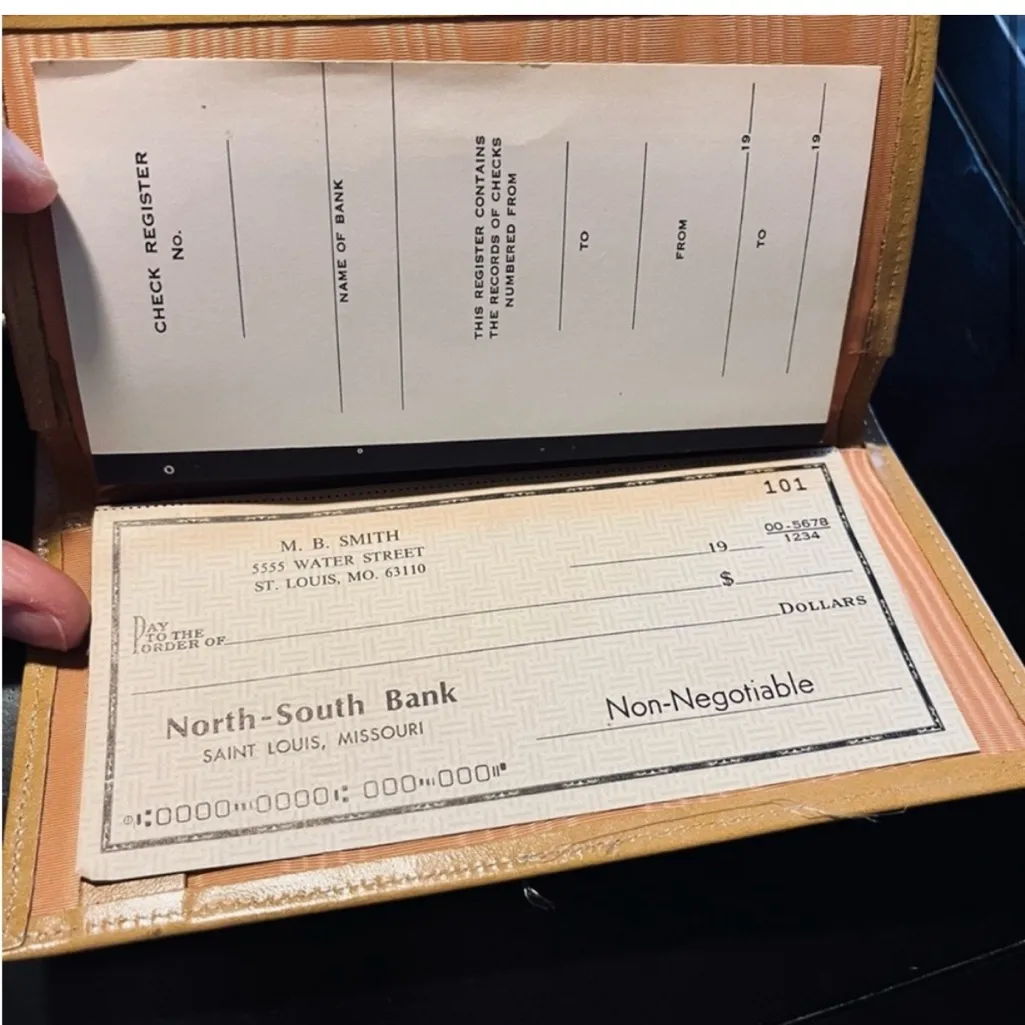 CHECK REGISTER
No.
NAME OF BANK
THIS REGISTER CONTAINS
THE RECORDS OF CHECKS
NUMBERED FROM
TO
FROM
19
TO
19
101
M. B. SMITH
5555 WATER STREET
ST. LOUIS, MO. 63110
19
00-5678
1234
$
PAY
TO THE
ORDER OF
DOLLARS
North-South Bank
SAINT LOUIS, MISSOURI
Non-Negotiable
⑆0000⑉0000⑆ 000⑉000⑈